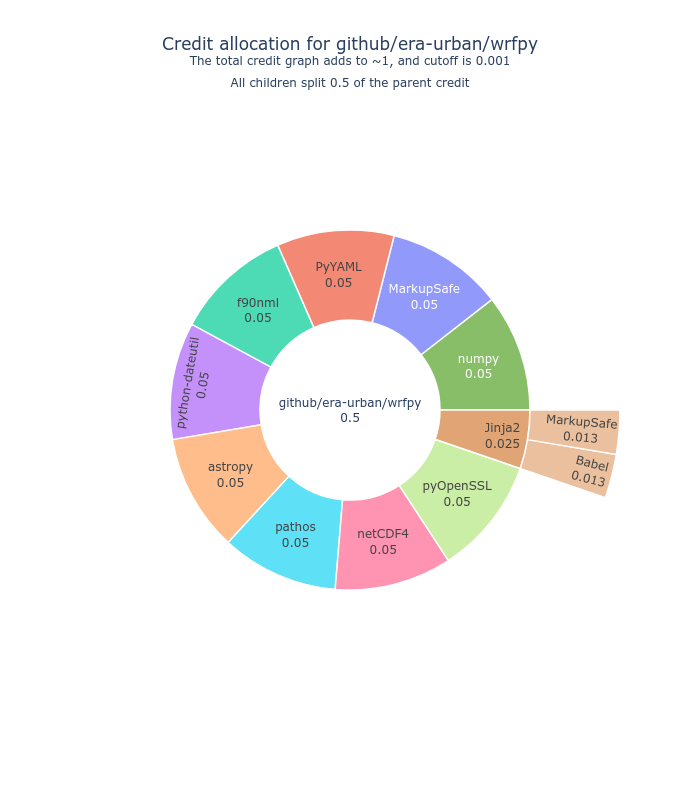 Credit allocation for github/era-urban/wrfpy
The total credit graph adds to ~1, and cutoff is 0.001
All children split 0.5 of the parent credit
PyYAML
0.05
MarkupSafe
0.05
f90nml
0.05
numpy
0.05
python-dateutil
0.05
github/era-urban/wrfpy
0.5
Jinja2
0.025
MarkupSafe
0.013
Babel
0.013
astropy
0.05
pyOpenSSL
0.05
pathos
0.05
netCDF4
0.05